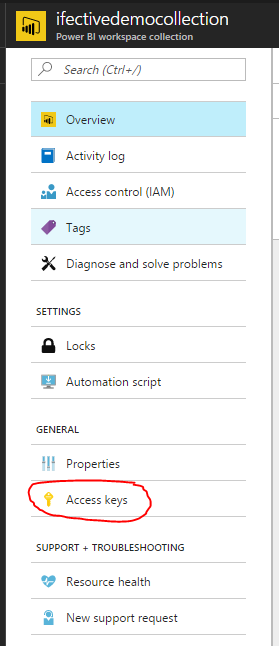 ifectivedemocollection
Power BI workspace collection
Search (Ctrl+/)
Overview
Activity log
Access control (IAM)
Tags
Diagnose and solve problems
SETTINGS
Locks
Automation script
GENERAL
Properties
Access keys
SUPPORT + TROUBLESHOOTING
Resource health
New support request